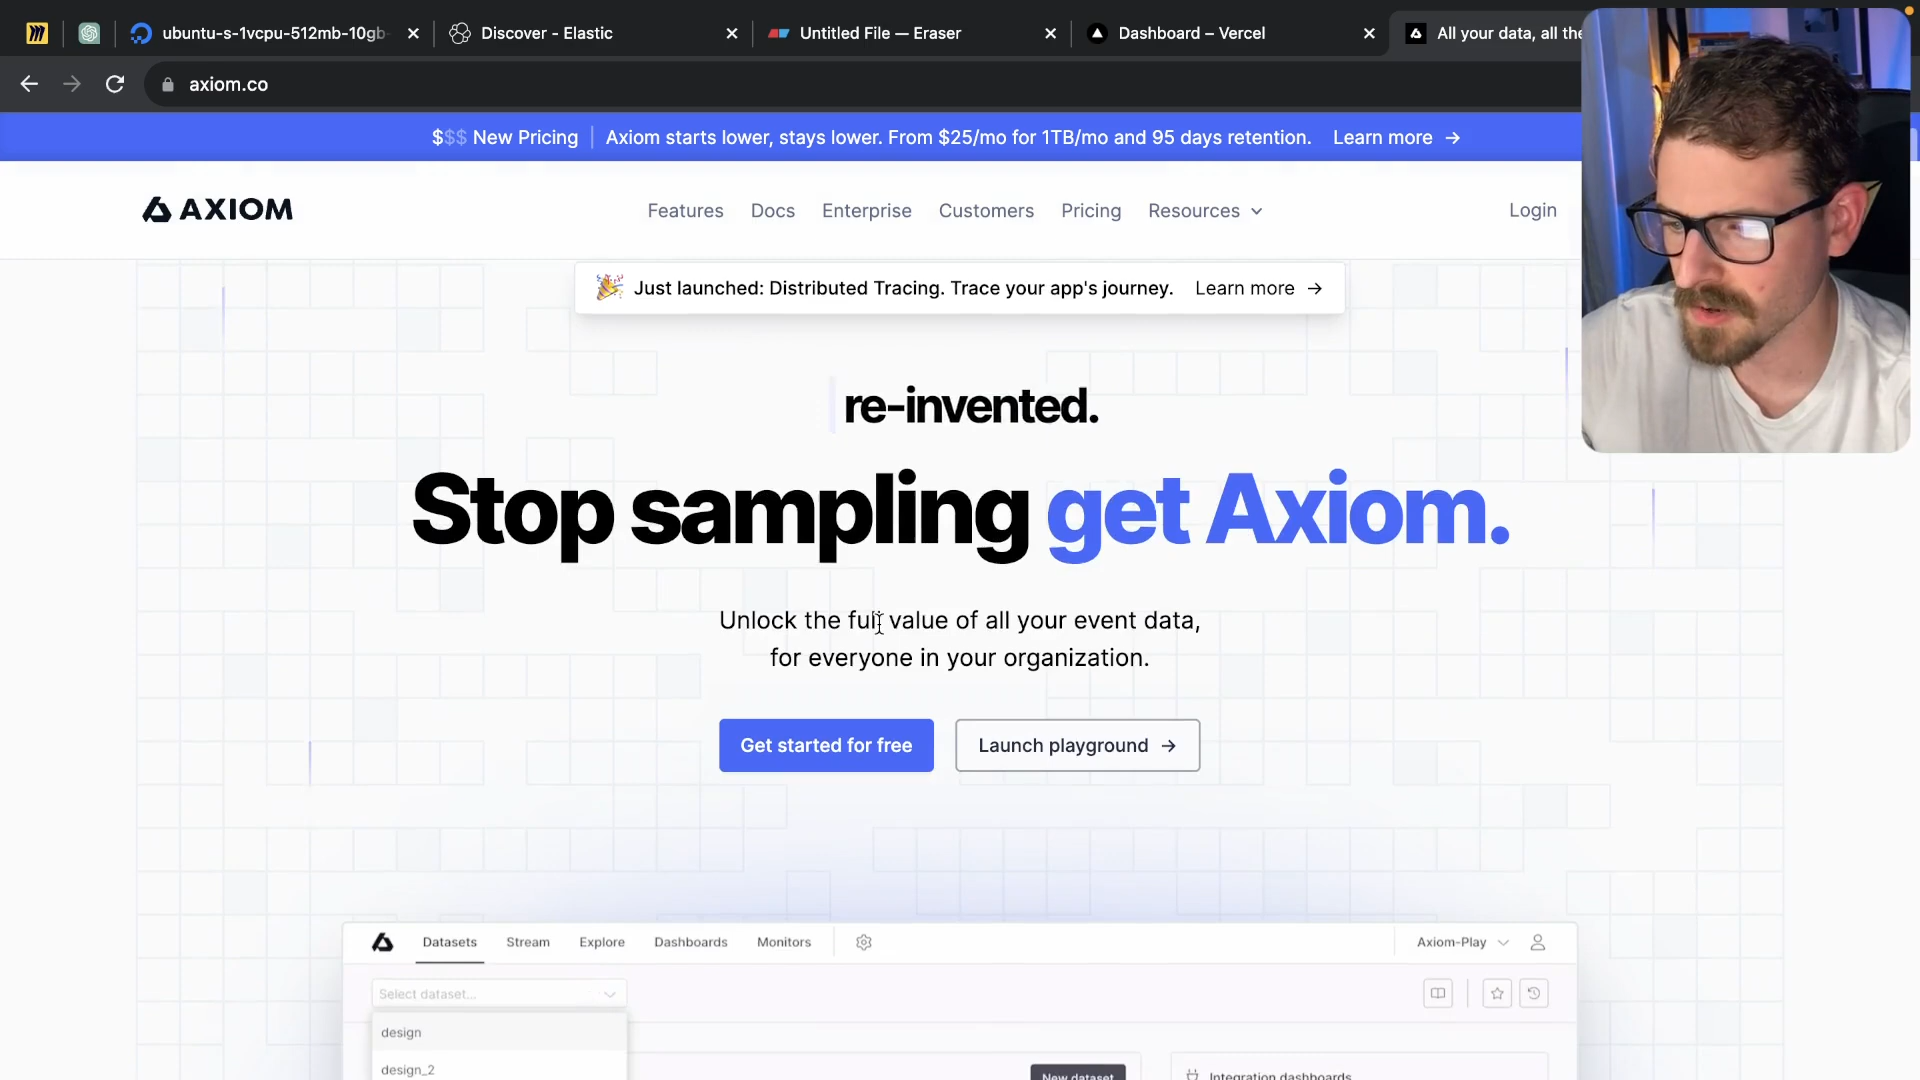 ubuntu-s-1vcpu-512mb-10gb-
Discover - Elastic
Untitled File — Eraser
Dashboard – Vercel
All your data, all the
axiom.co
$$$ New Pricing | Axiom starts lower, stays lower. From $25/mo for 1TB/mo and 95 days retention. Learn more →
AXIOM
Features
Docs
Enterprise
Customers
Pricing
Resources
Login
🎉 Just launched: Distributed Tracing. Trace your app's journey. Learn more →
re-invented.
Stop sampling get Axiom.
Unlock the full value of all your event data,
for everyone in your organization.
Get started for free
Launch playground →
Datasets
Stream
Explore
Dashboards
Monitors
Axiom-Play
Select dataset...
design
design_2
New dataset
Integration dashboards